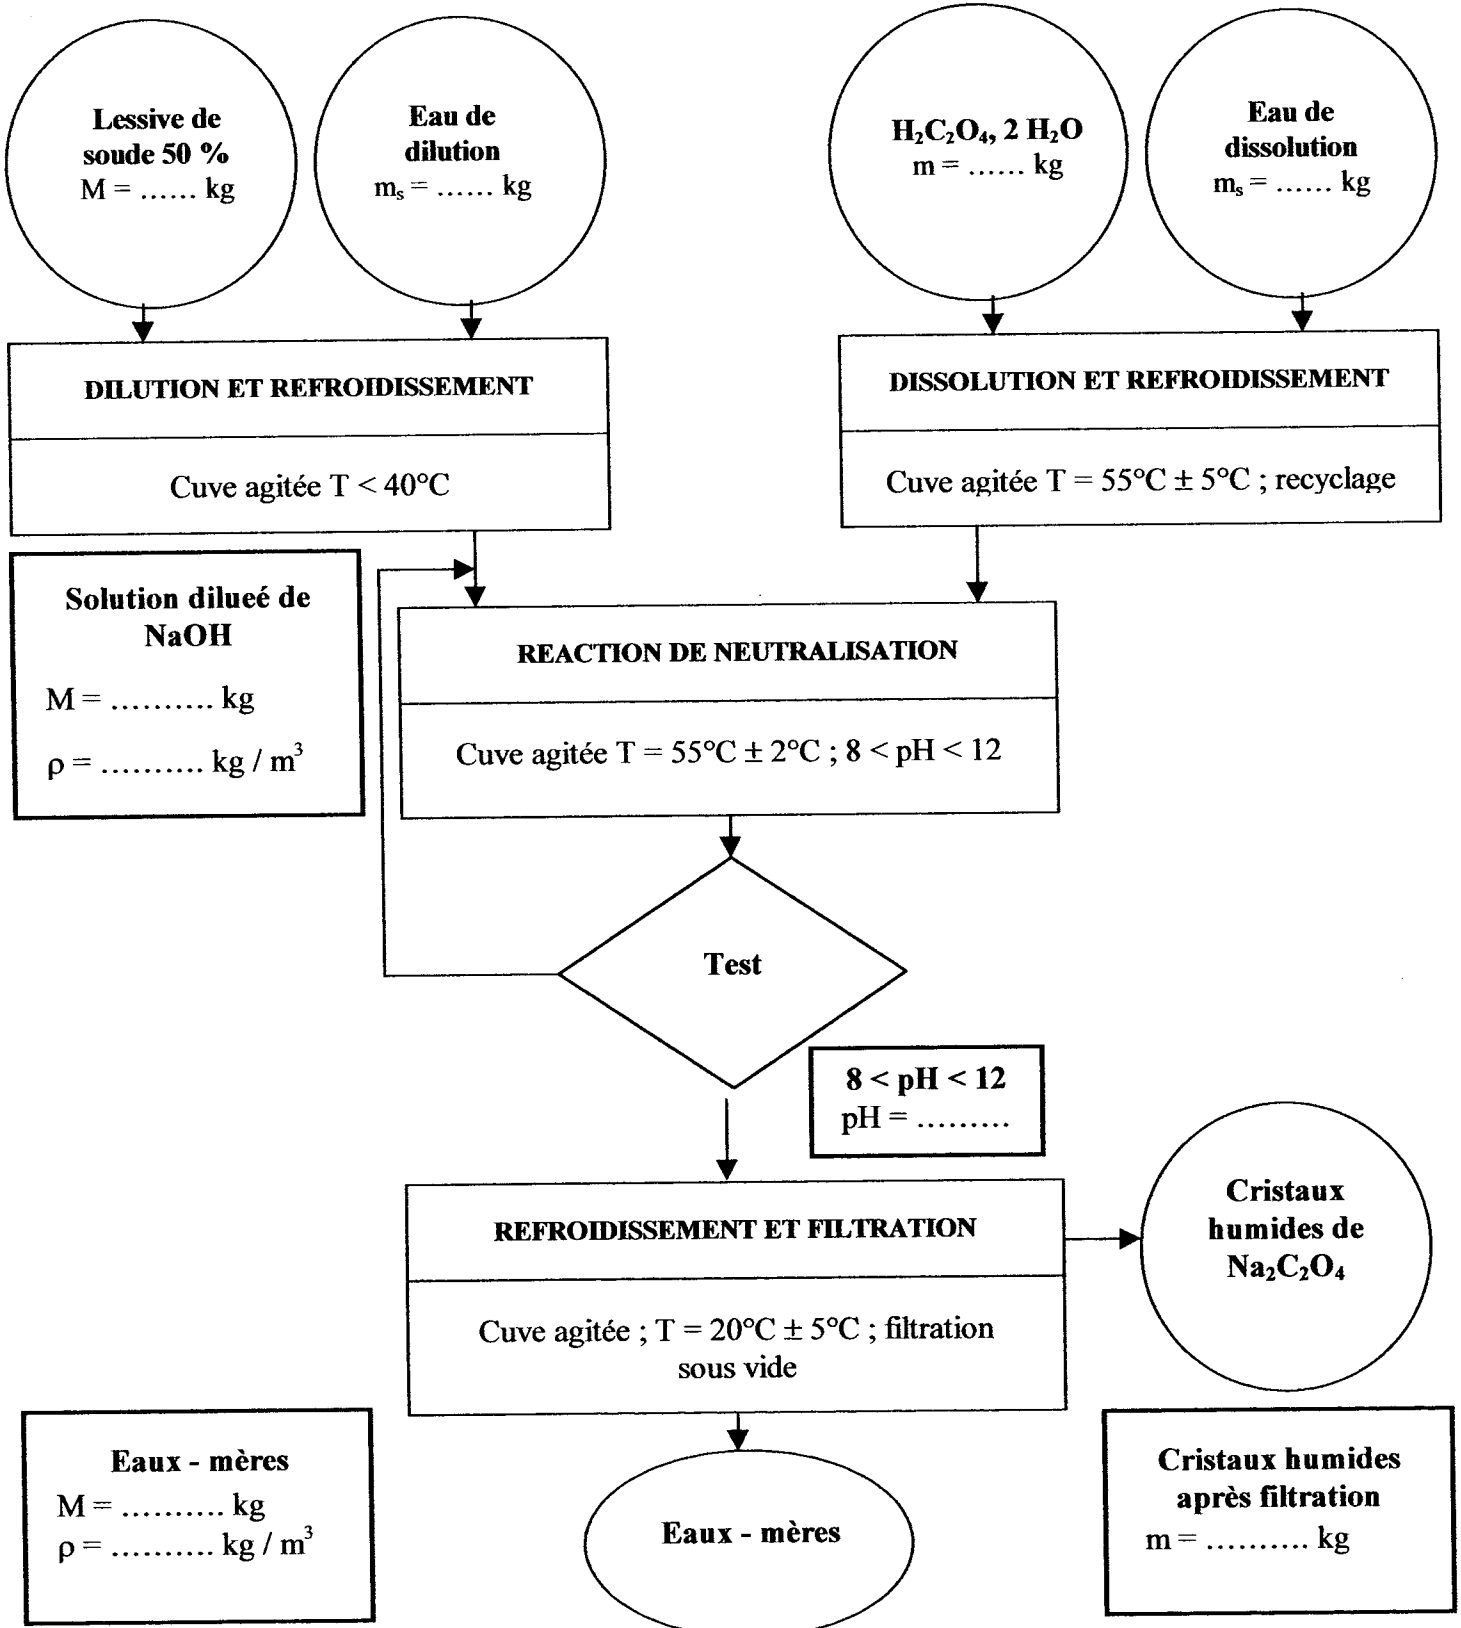 Lessive de
soude 50 %
M = ...... kg
Eau de
dilution
mₛ = ...... kg
H₂C₂O₄, 2 H₂O
m = ...... kg
Eau de
dissolution
mₛ = ...... kg
DILUTION ET REFROIDISSEMENT
Cuve agitée T < 40°C
DISSOLUTION ET REFROIDISSEMENT
Cuve agitée T = 55°C ± 5°C ; recyclage
Solution dilueé de
NaOH
M = .......... kg
ρ = .......... kg / m³
REACTION DE NEUTRALISATION
Cuve agitée T = 55°C ± 2°C ; 8 < pH < 12
Test
8 < pH < 12
pH = .........
REFROIDISSEMENT ET FILTRATION
Cuve agitée ; T = 20°C ± 5°C ; filtration
sous vide
Cristaux
humides de
Na₂C₂O₄
Eaux - mères
M = .......... kg
ρ = .......... kg / m³
Eaux - mères
Cristaux humides
après filtration
m = .......... kg